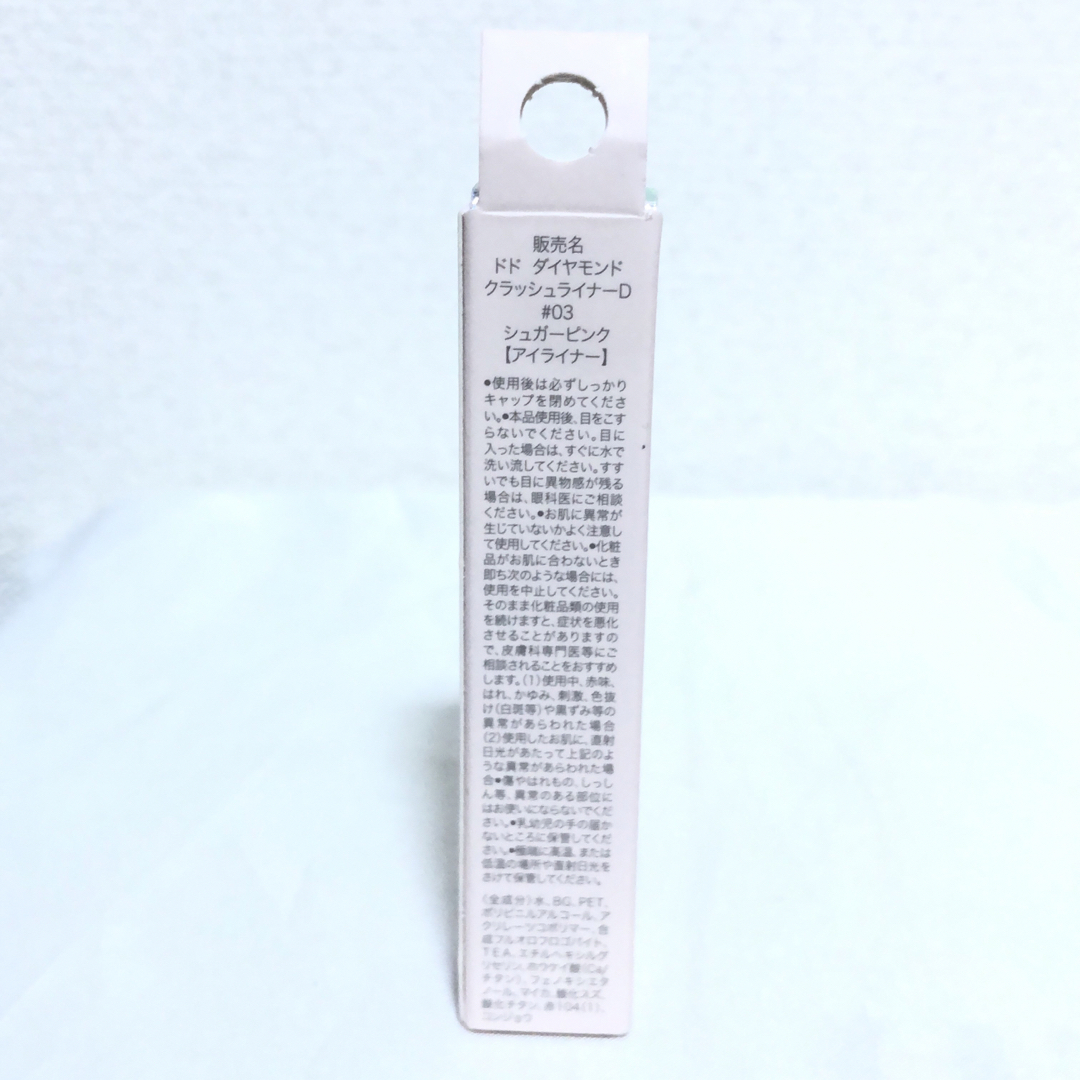 販売名
ドド ダイヤモンド
クラッシュライナーD
#03
シュガーピンク
【アイライナー】
●使用後は必ずしっかり
キャップを閉めてくださ
い。●本品使用後、目をこす
らないでください。目に
入った場合は、すぐに水で
洗い流してください。すす
いでも目に異物感が残る
場合は、眼科医にご相談
ください。●お肌に異常が
生じていないかよく注意し
て使用してください。●化粧
品がお肌に合わないとき
即ち次のような場合には、
使用を中止してください。
そのまま化粧品類の使用
を続けますと、症状を悪化
させることがありますの
で、皮膚科専門医等にご
相談されることをおすすめ
します。(1)使用中、赤味、
はれ、かゆみ、刺激、色抜
け(白斑等)や黒ずみ等の
異常があらわれた場合
(2)使用したお肌に、直射
日光があたって上記のよ
うな異常があらわれた場
合●傷やはれもの、しっし
ん等、異常のある部位に
はお使いにならないでくだ
さい。●乳幼児の手の届か
ないところに保管してくだ
さい。●極端に高温、または
低温の場所や直射日光を
さけて保管してください。
(全成分)水、BG、PET、
ポリビニルアルコール、ア
クリレーツコポリマー、合
成フルオロフロゴパイト、
TEA、エチルヘキシルグ
リセリン、ホウケイ酸(Ca/
チタン)、フェノキシエタ
ノール、マイカ、酸化スズ、
酸化チタン、赤104(1)、
コンジョウ